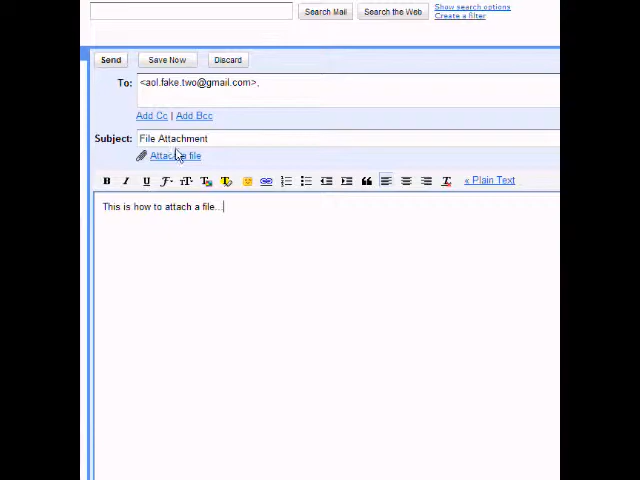 Search Mail Search the Web Show search options
Create a filter
Send Save Now Discard
To: <aol.fake.two@gmail.com>,
Add Cc | Add Bcc
Subject: File Attachment
Attach a file
B I U « Plain Text
This is how to attach a file...